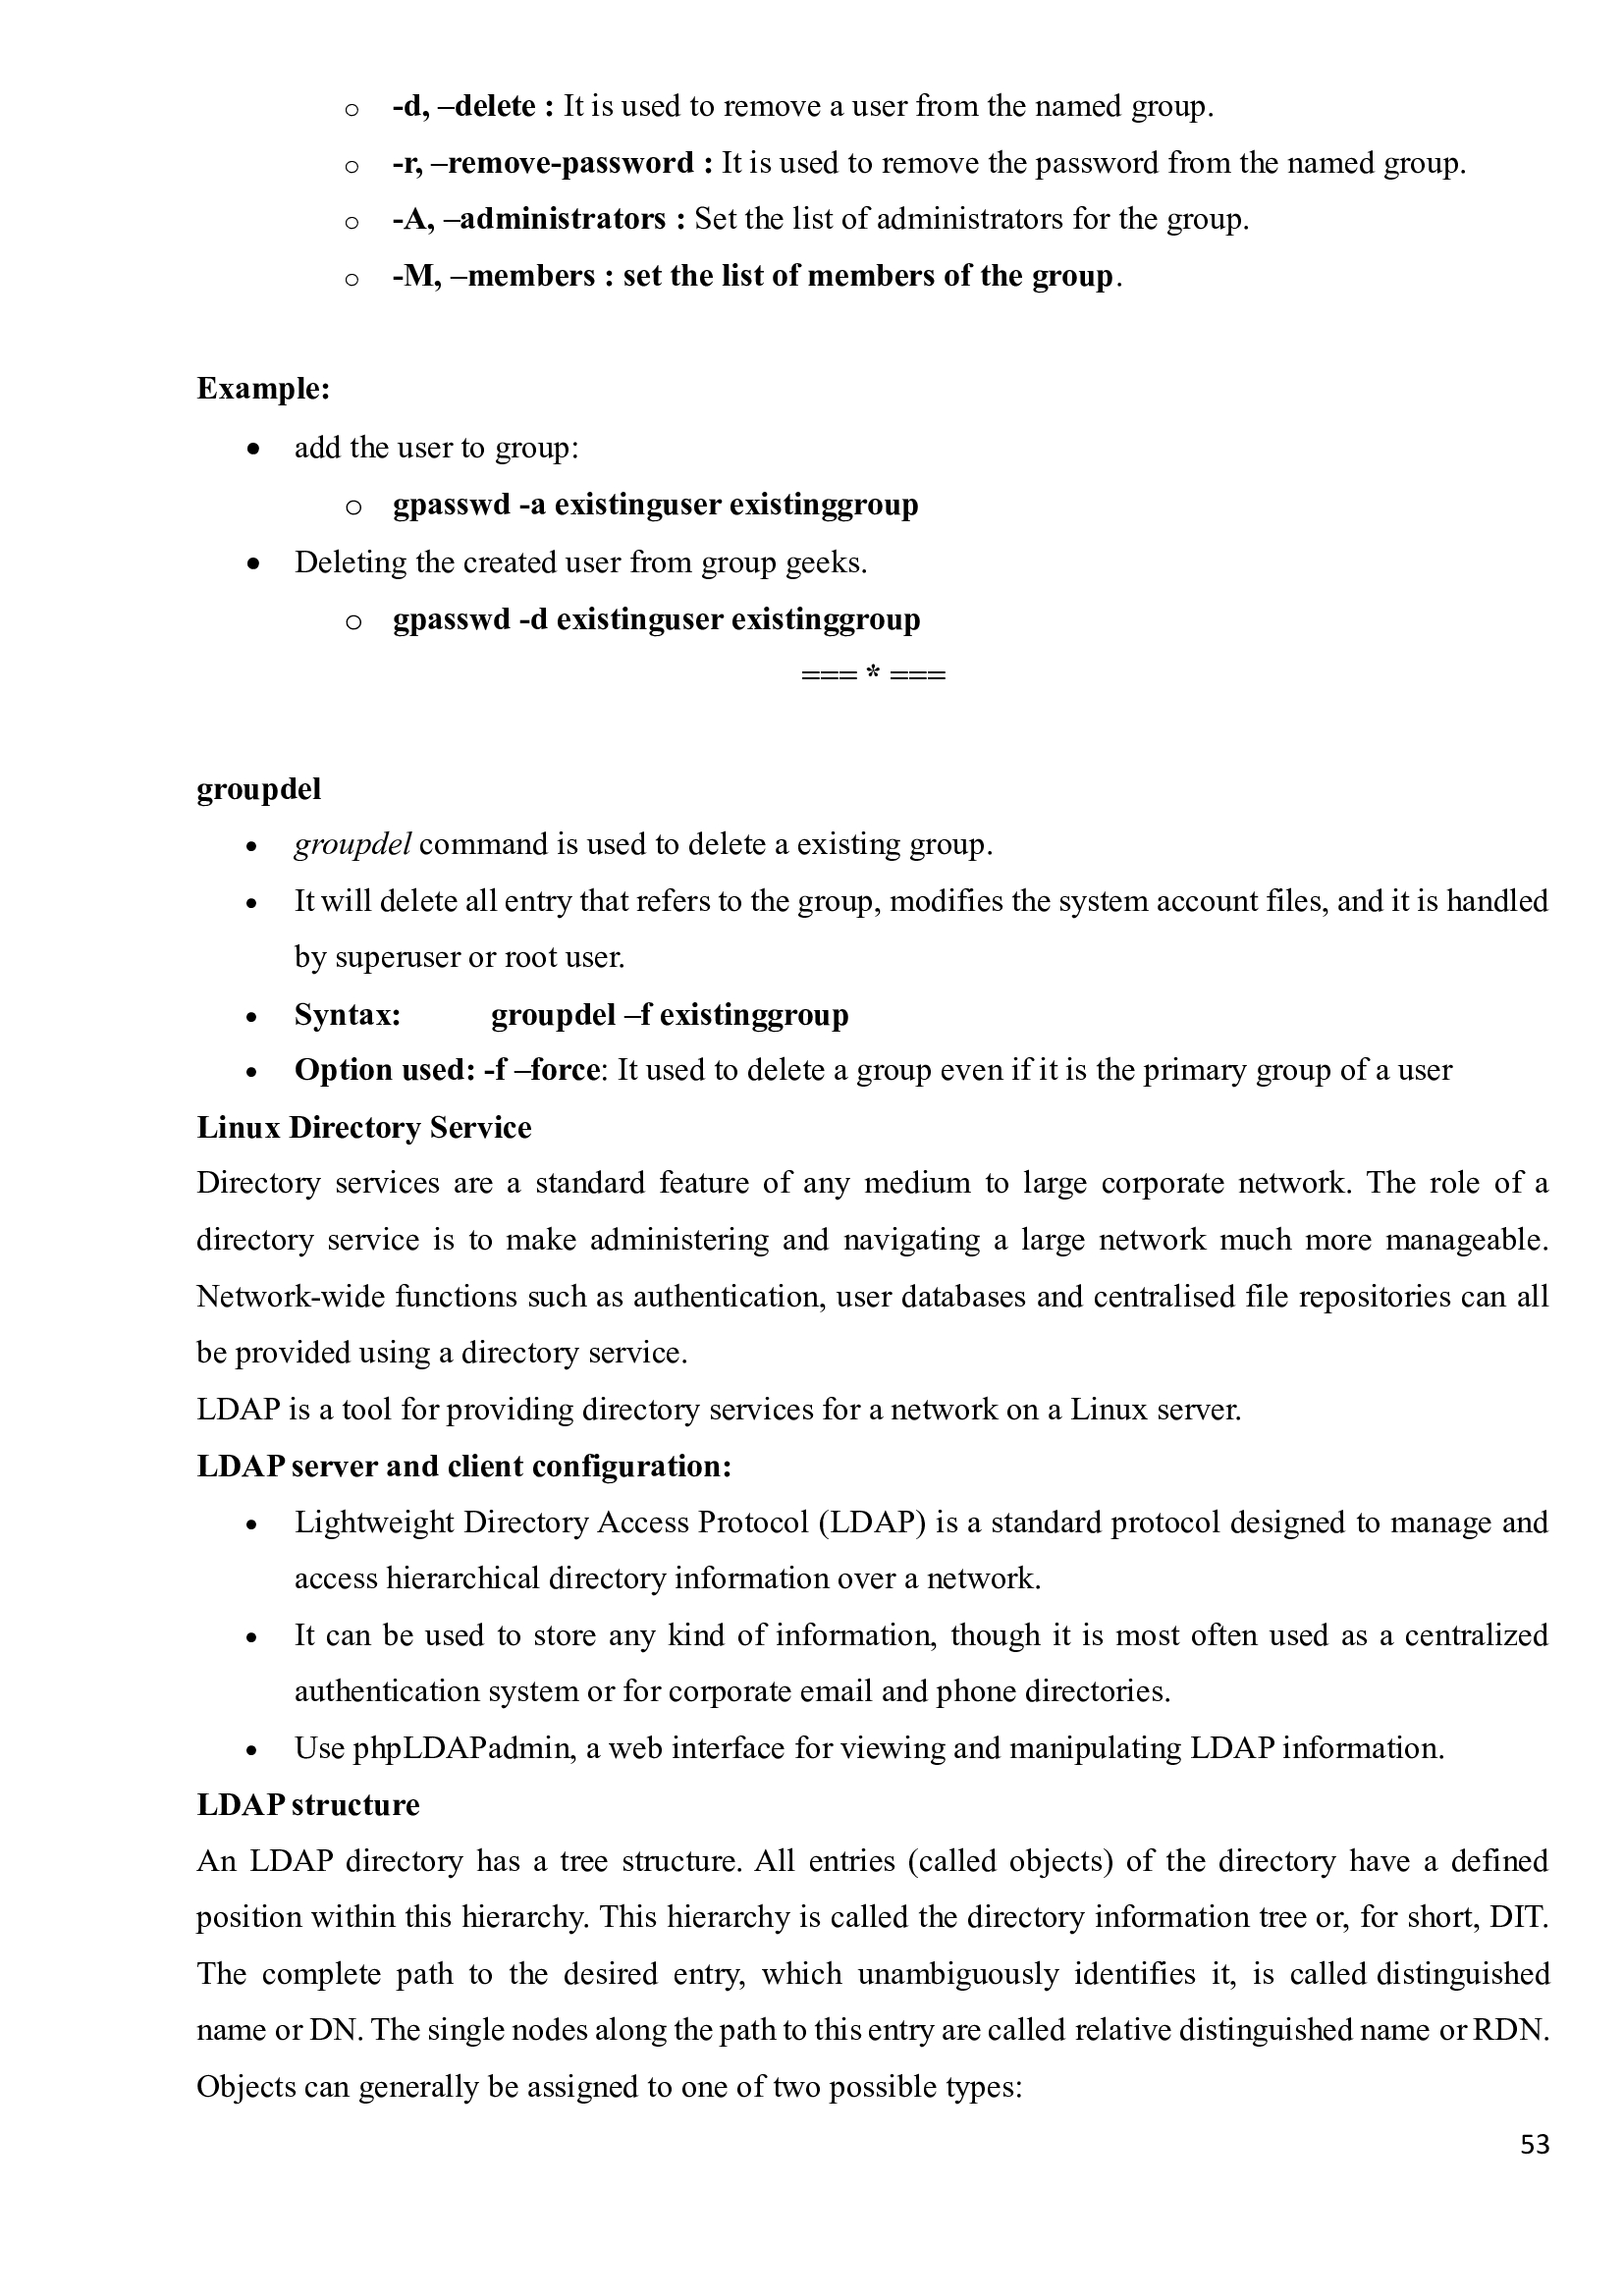 o -d, –delete : It is used to remove a user from the named group.
o -r, –remove-password : It is used to remove the password from the named group.
o -A, –administrators : Set the list of administrators for the group.
o -M, –members : set the list of members of the group.
Example:
• add the user to group:
o gpasswd -a existinguser existinggroup
• Deleting the created user from group geeks.
o gpasswd -d existinguser existinggroup
=== * ===
groupdel
• groupdel command is used to delete a existing group.
• It will delete all entry that refers to the group, modifies the system account files, and it is handled
by superuser or root user.
• Syntax: groupdel –f existinggroup
• Option used: -f –force: It used to delete a group even if it is the primary group of a user
Linux Directory Service
Directory services are a standard feature of any medium to large corporate network. The role of a
directory service is to make administering and navigating a large network much more manageable.
Network-wide functions such as authentication, user databases and centralised file repositories can all
be provided using a directory service.
LDAP is a tool for providing directory services for a network on a Linux server.
LDAP server and client configuration:
• Lightweight Directory Access Protocol (LDAP) is a standard protocol designed to manage and
access hierarchical directory information over a network.
• It can be used to store any kind of information, though it is most often used as a centralized
authentication system or for corporate email and phone directories.
• Use phpLDAPadmin, a web interface for viewing and manipulating LDAP information.
LDAP structure
An LDAP directory has a tree structure. All entries (called objects) of the directory have a defined
position within this hierarchy. This hierarchy is called the directory information tree or, for short, DIT.
The complete path to the desired entry, which unambiguously identifies it, is called distinguished
name or DN. The single nodes along the path to this entry are called relative distinguished name or RDN.
Objects can generally be assigned to one of two possible types:
53